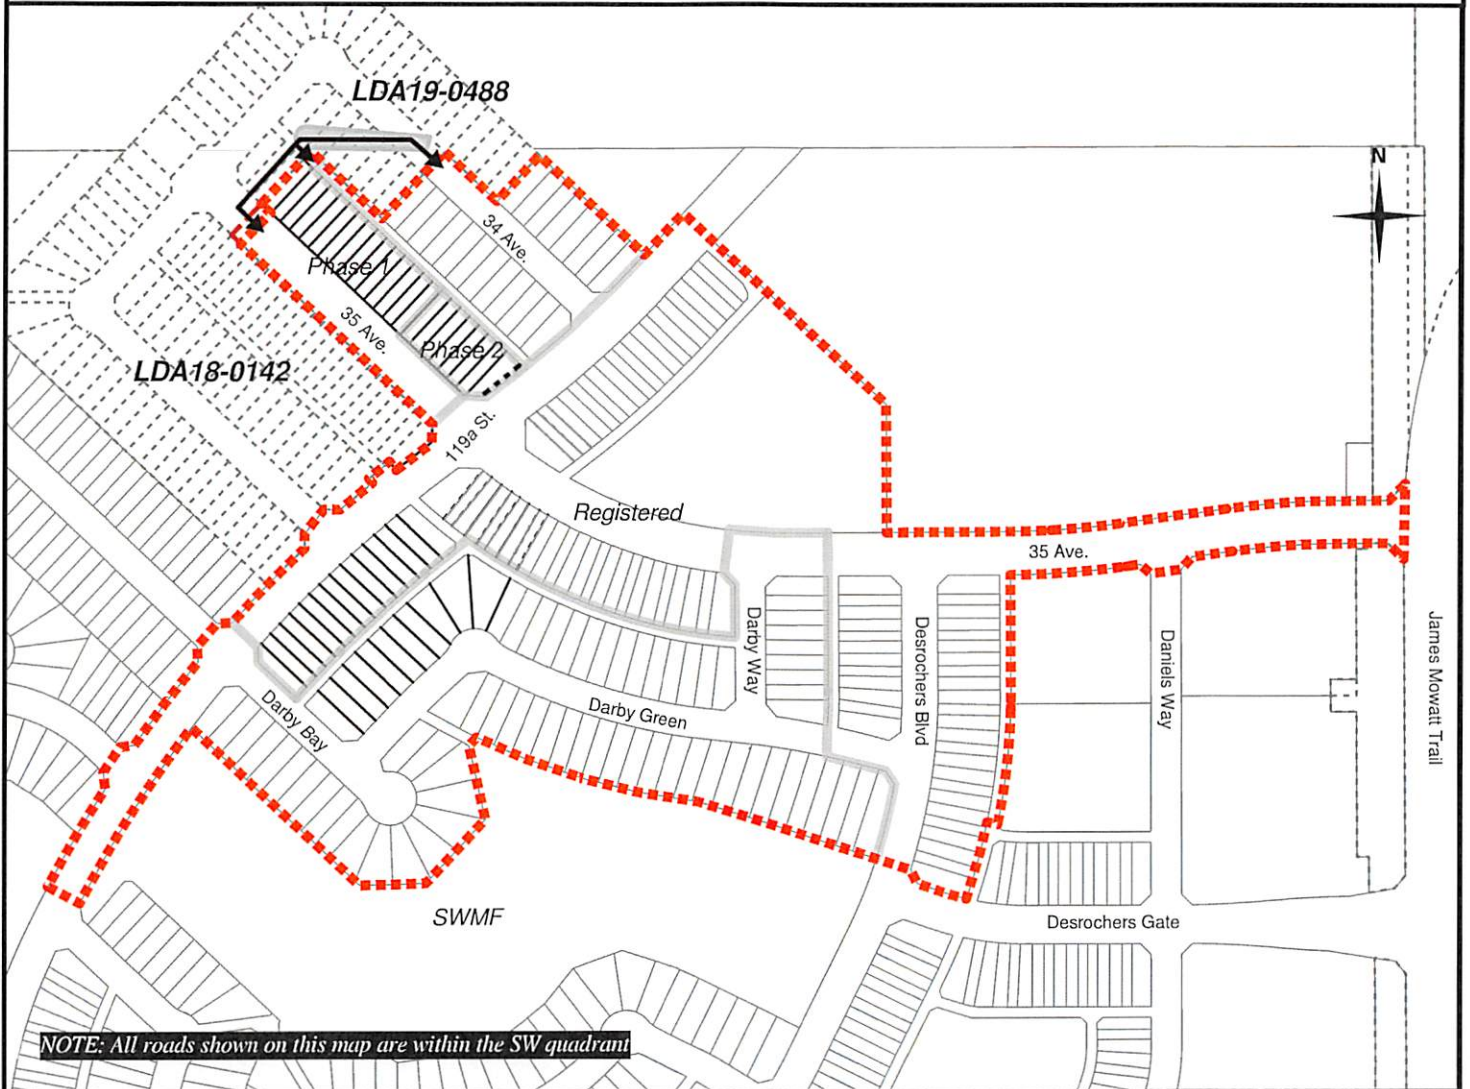 LDA19-0488
N
34 Ave.
Phase 1
35 Ave.
Phase 2
LDA18-0142
119a St.
Registered
35 Ave.
Darby Way
Desrochers Blvd
Daniels Way
James Mowatt Trail
Darby Bay
Darby Green
SWMF
Desrochers Gate
NOTE: All roads shown on this map are within the SW quadrant